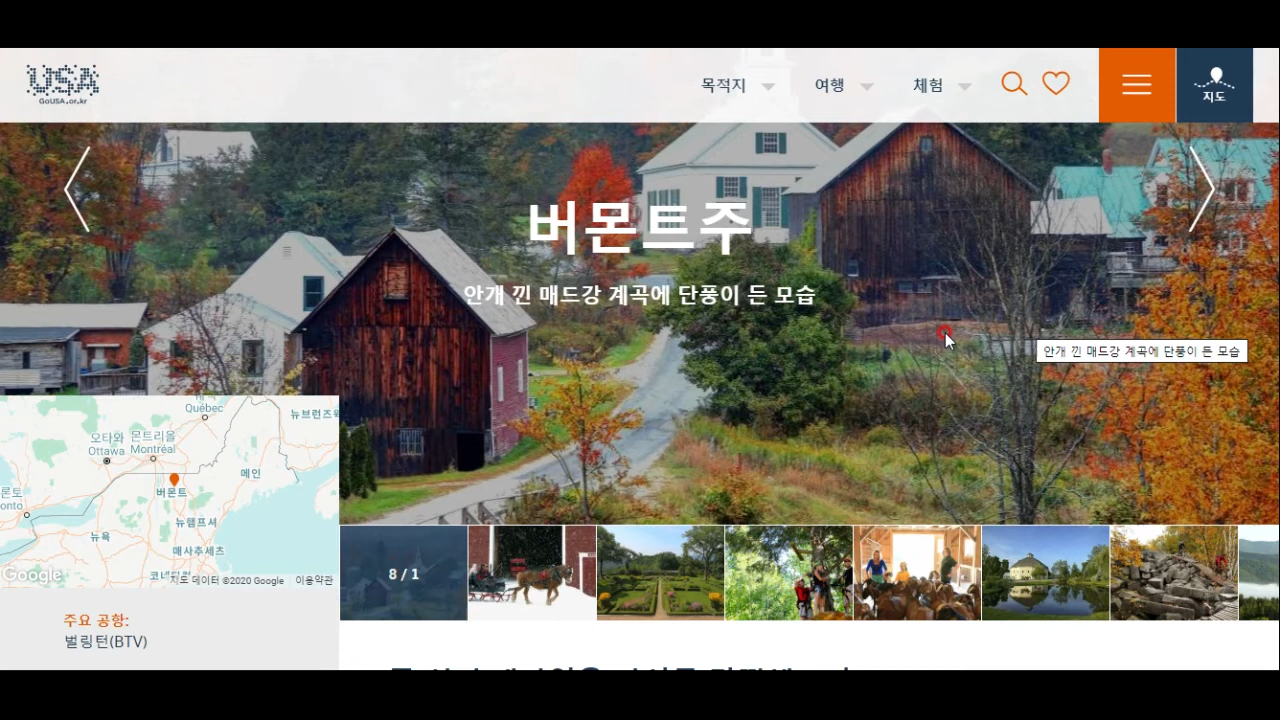 USA
GoUSA.or.kr
목적지
여행
체험
지도
버몬트주
안개 낀 매드강 계곡에 단풍이 든 모습
안개 낀 매드강 계곡에 단풍이 든 모습
Québec
뉴브런즈위
오타와
Ottawa
몬트리올
Montréal
메인
버몬트
론토
onto
뉴햄프셔
뉴욕
매사추세츠
Google
지도 데이터 ©2020 Google
이용약관
8 / 1
주요 공항:
벌링턴(BTV)